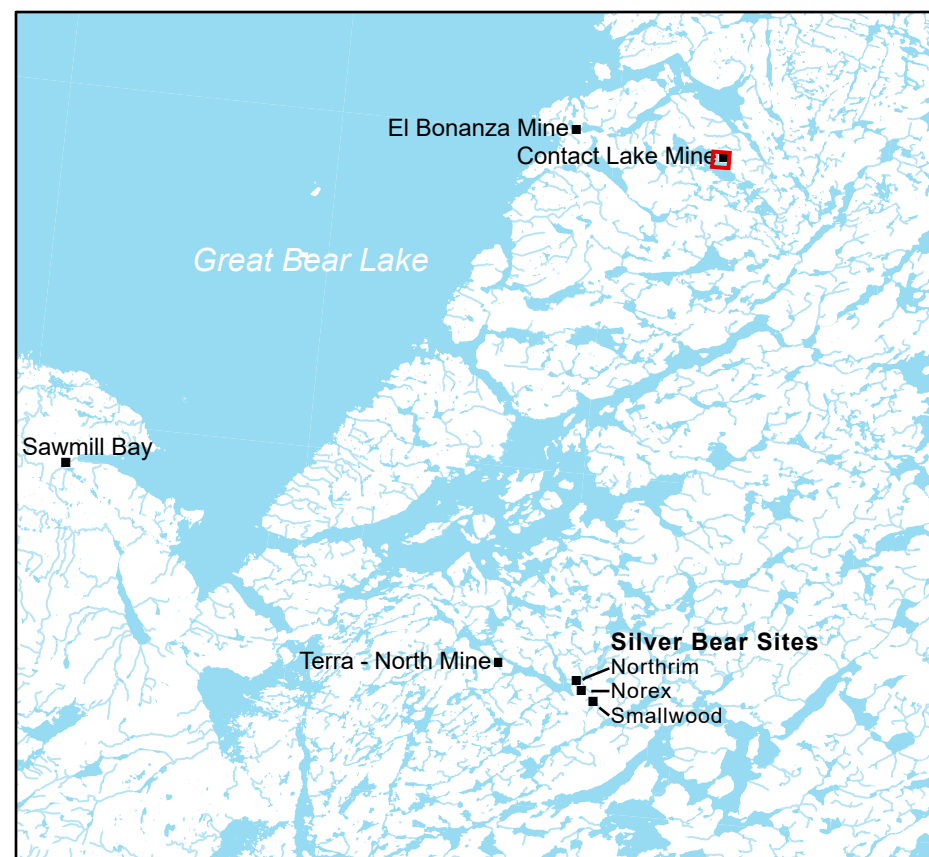 El Bonanza Mine
Contact Lake Mine
Great Bear Lake
Sawmill Bay
Silver Bear Sites
Terra - North Mine
Northrim
Norex
Smallwood